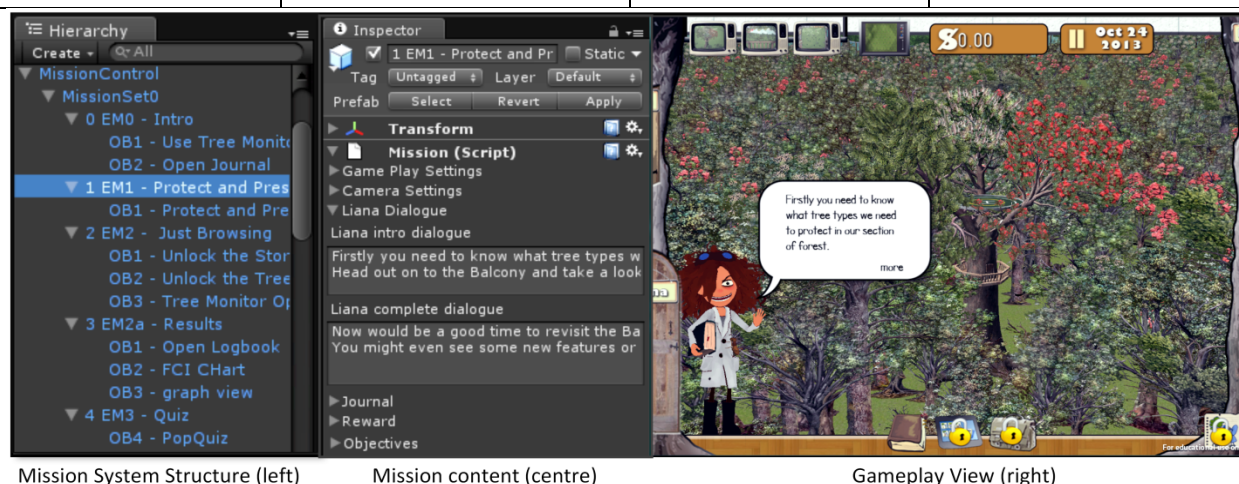 Hierarchy
Create All
MissionControl
MissionSet0
0 EM0 - Intro
OB1 - Use Tree Monito
OB2 - Open Journal
1 EM1 - Protect and Pres
OB1 - Protect and Pre
2 EM2 - Just Browsing
OB1 - Unlock the Stor
OB2 - Unlock the Tree
OB3 - Tree Monitor Op
3 EM2a - Results
OB1 - Open Logbook
OB2 - FCI CHart
OB3 - graph view
4 EM3 - Quiz
OB4 - PopQuiz
Inspector
1 EM1 - Protect and Pr Static
Tag Untagged Layer Default
Prefab Select Revert Apply
Transform
Mission (Script)
Game Play Settings
Camera Settings
Liana Dialogue
Liana intro dialogue
Firstly you need to know what tree types w
Head out on to the Balcony and take a look
Liana complete dialogue
Now would be a good time to revisit the Ba
You might even see some new features or
Journal
Reward
Objectives
$0.00
Oct 24
2013
Firstly you need to know
what tree types we need
to protect in our section
of forest.
more
For educational use on
Mission System Structure (left)
Mission content (centre)
Gameplay View (right)